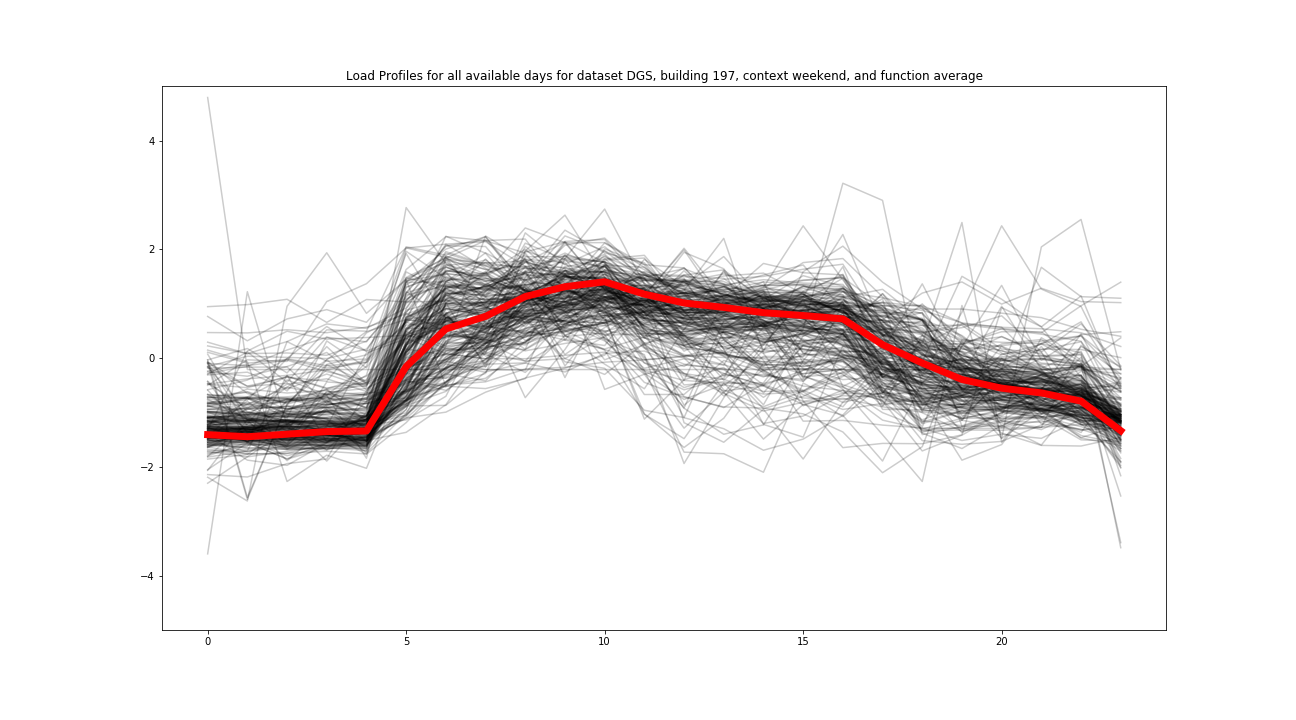 Load Profiles for all available days for dataset DGS, building 197, context weekend, and function average
4
2
0
−2
−4
0 5 10 15 20